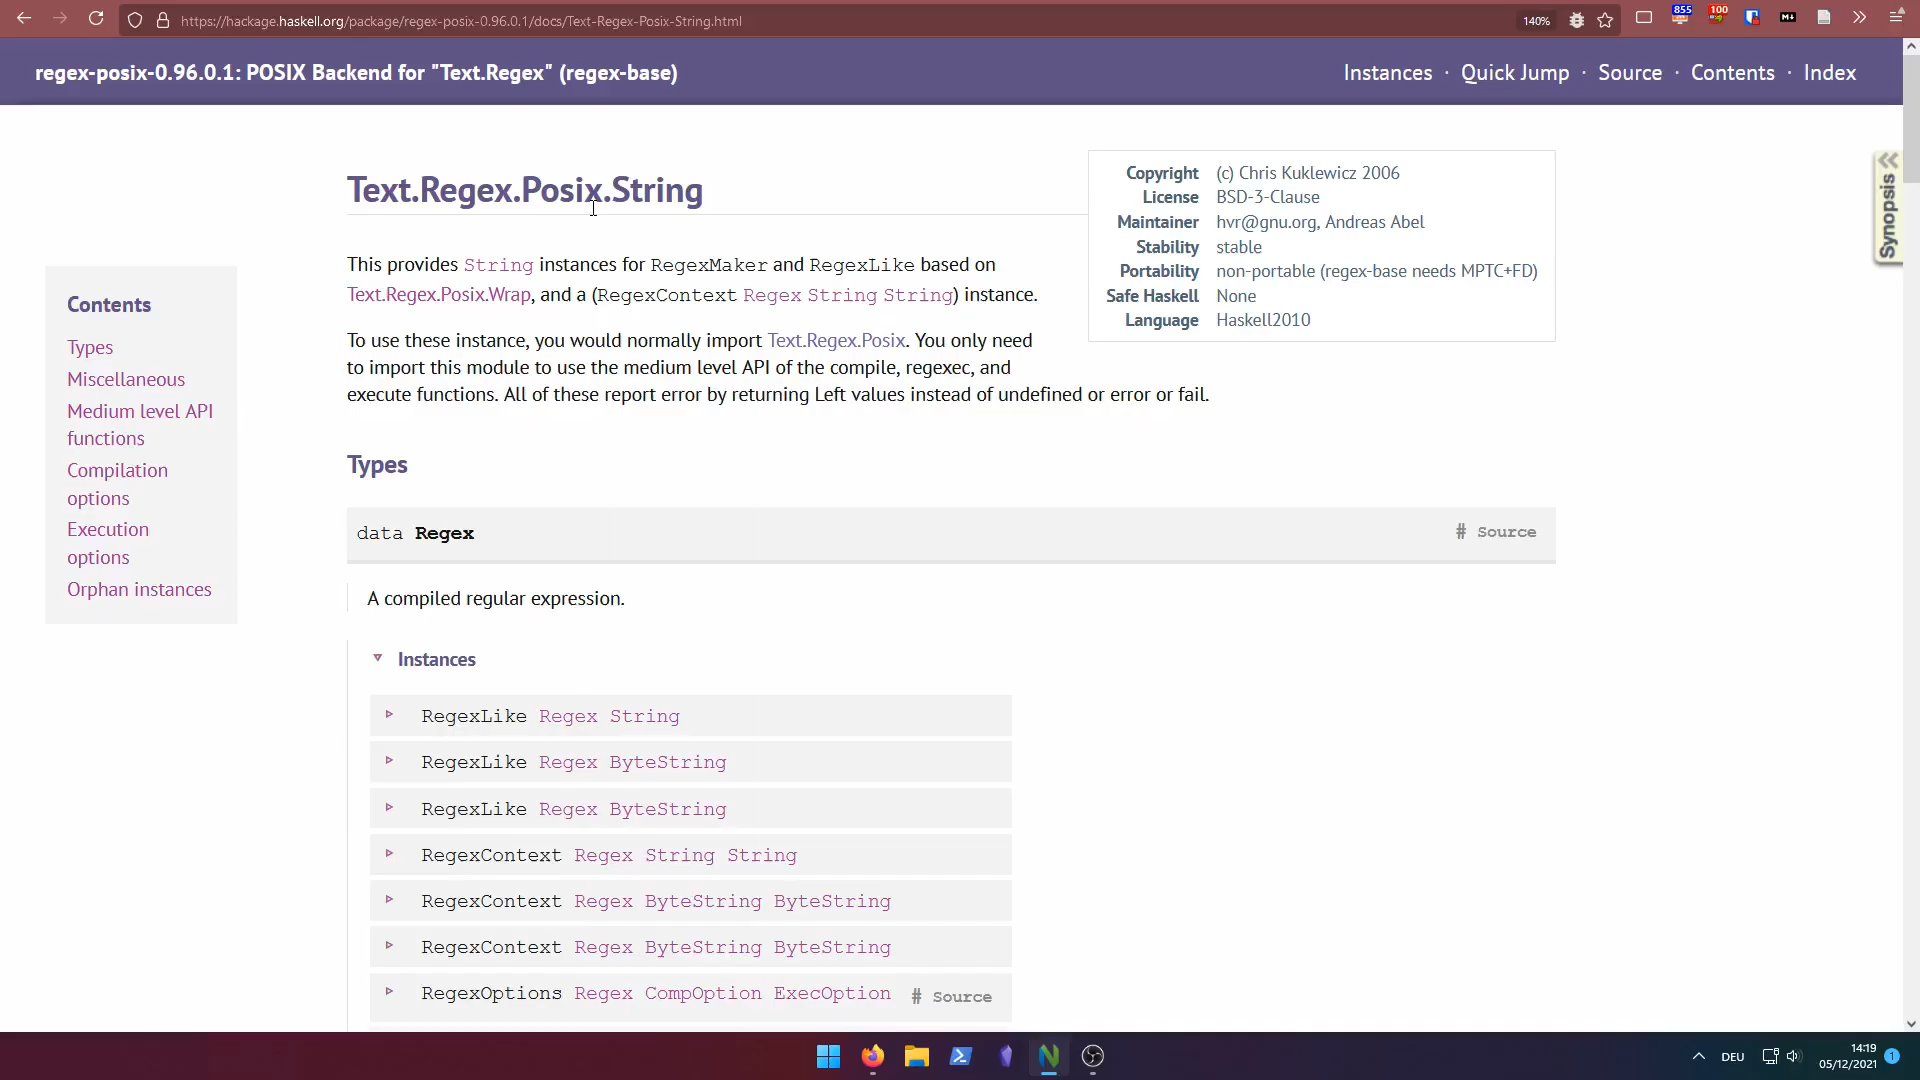 https://hackage.haskell.org/package/regex-posix-0.96.0.1/docs/Text-Regex-Posix-String.html
140%
855
100
regex-posix-0.96.0.1: POSIX Backend for "Text.Regex" (regex-base)
Instances · Quick Jump · Source · Contents · Index
Text.Regex.Posix.String
Copyright (c) Chris Kuklewicz 2006
License BSD-3-Clause
Maintainer hvr@gnu.org, Andreas Abel
Stability stable
Portability non-portable (regex-base needs MPTC+FD)
Safe Haskell None
Language Haskell2010
Synopsis
Contents
Types
Miscellaneous
Medium level API
functions
Compilation
options
Execution
options
Orphan instances
This provides String instances for RegexMaker and RegexLike based on
Text.Regex.Posix.Wrap, and a (RegexContext Regex String String) instance.
To use these instance, you would normally import Text.Regex.Posix. You only need
to import this module to use the medium level API of the compile, regexec, and
execute functions. All of these report error by returning Left values instead of undefined or error or fail.
Types
data Regex # Source
A compiled regular expression.
Instances
RegexLike Regex String
RegexLike Regex ByteString
RegexLike Regex ByteString
RegexContext Regex String String
RegexContext Regex ByteString ByteString
RegexContext Regex ByteString ByteString
RegexOptions Regex CompOption ExecOption # Source
DEU
14:19
05/12/2021
1